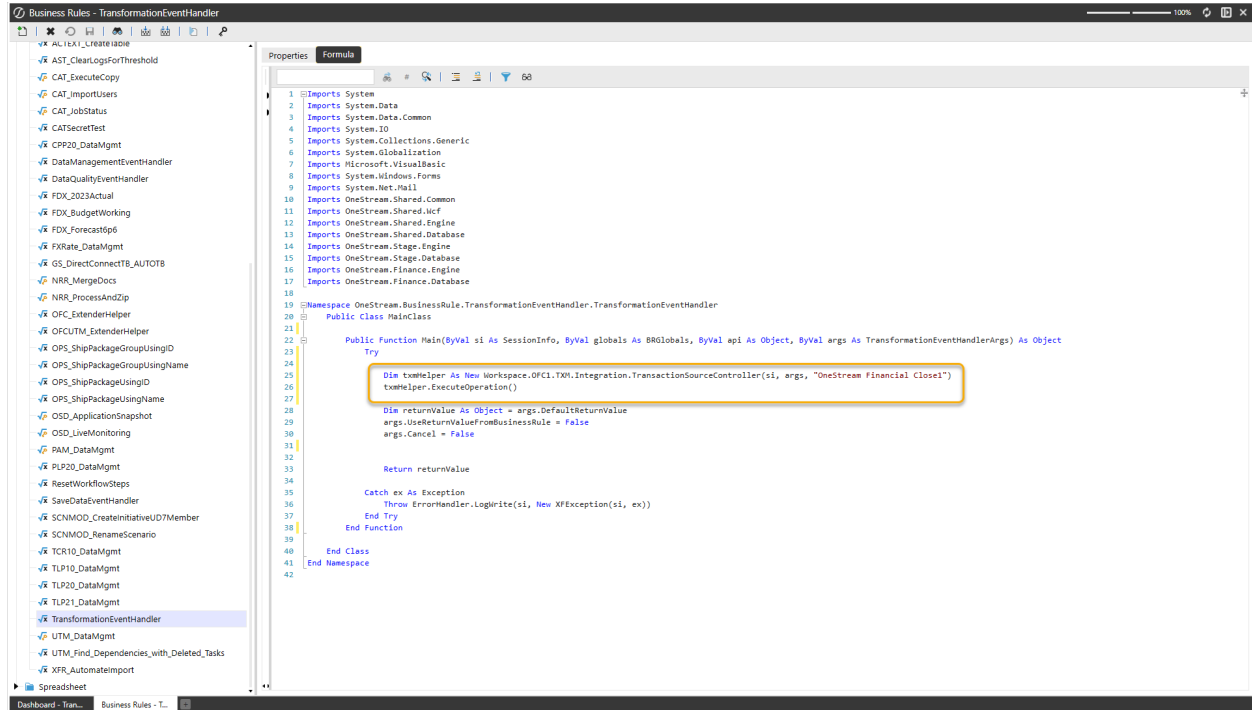 Business Rules - TransformationEventHandler
100%
ACTEXT_CreateTable
AST_ClearLogsForThreshold
CAT_ExecuteCopy
CAT_ImportUsers
CAT_JobStatus
CATSecretTest
CPP20_DataMgmt
DataManagementEventHandler
DataQualityEventHandler
FDX_2023Actual
FDX_BudgetWorking
FDX_Forecast6p6
FXRate_DataMgmt
GS_DirectConnectTB_AUTOTB
NRR_MergeDocs
NRR_ProcessAndZip
OFC_ExtenderHelper
OFCUTM_ExtenderHelper
OPS_ShipPackageGroupUsingID
OPS_ShipPackageGroupUsingName
OPS_ShipPackageUsingID
OPS_ShipPackageUsingName
OSD_ApplicationSnapshot
OSD_LiveMonitoring
PAM_DataMgmt
PLP20_DataMgmt
ResetWorkflowSteps
SaveDataEventHandler
SCNMOD_CreateInitiativeUD7Member
SCNMOD_RenameScenario
TCR10_DataMgmt
TLP10_DataMgmt
TLP20_DataMgmt
TLP21_DataMgmt
TransformationEventHandler
UTM_DataMgmt
UTM_Find_Dependencies_with_Deleted_Tasks
XFR_AutomateImport
Spreadsheet
Properties Formula
1 Imports System
2 Imports System.Data
3 Imports System.Data.Common
4 Imports System.IO
5 Imports System.Collections.Generic
6 Imports System.Globalization
7 Imports Microsoft.VisualBasic
8 Imports System.Windows.Forms
9 Imports System.Net.Mail
10 Imports OneStream.Shared.Common
11 Imports OneStream.Shared.Wcf
12 Imports OneStream.Shared.Engine
13 Imports OneStream.Shared.Database
14 Imports OneStream.Stage.Engine
15 Imports OneStream.Stage.Database
16 Imports OneStream.Finance.Engine
17 Imports OneStream.Finance.Database
18
19 Namespace OneStream.BusinessRule.TransformationEventHandler.TransformationEventHandler
20 Public Class MainClass
21
22 Public Function Main(ByVal si As SessionInfo, ByVal globals As BRGlobals, ByVal api As Object, ByVal args As TransformationEventHandlerArgs) As Object
23 Try
24
25 Dim txmHelper As New Workspace.OFC1.TXM.Integration.TransactionSourceController(si, args, "OneStream Financial Close1")
26 txmHelper.ExecuteOperation()
27
28 Dim returnValue As Object = args.DefaultReturnValue
29 args.UseReturnValueFromBusinessRule = False
30 args.Cancel = False
31
32
33 Return returnValue
34
35 Catch ex As Exception
36 Throw ErrorHandler.LogWrite(si, New XFException(si, ex))
37 End Try
38 End Function
39
40 End Class
41 End Namespace
42
Dashboard - Tran... Business Rules - T...